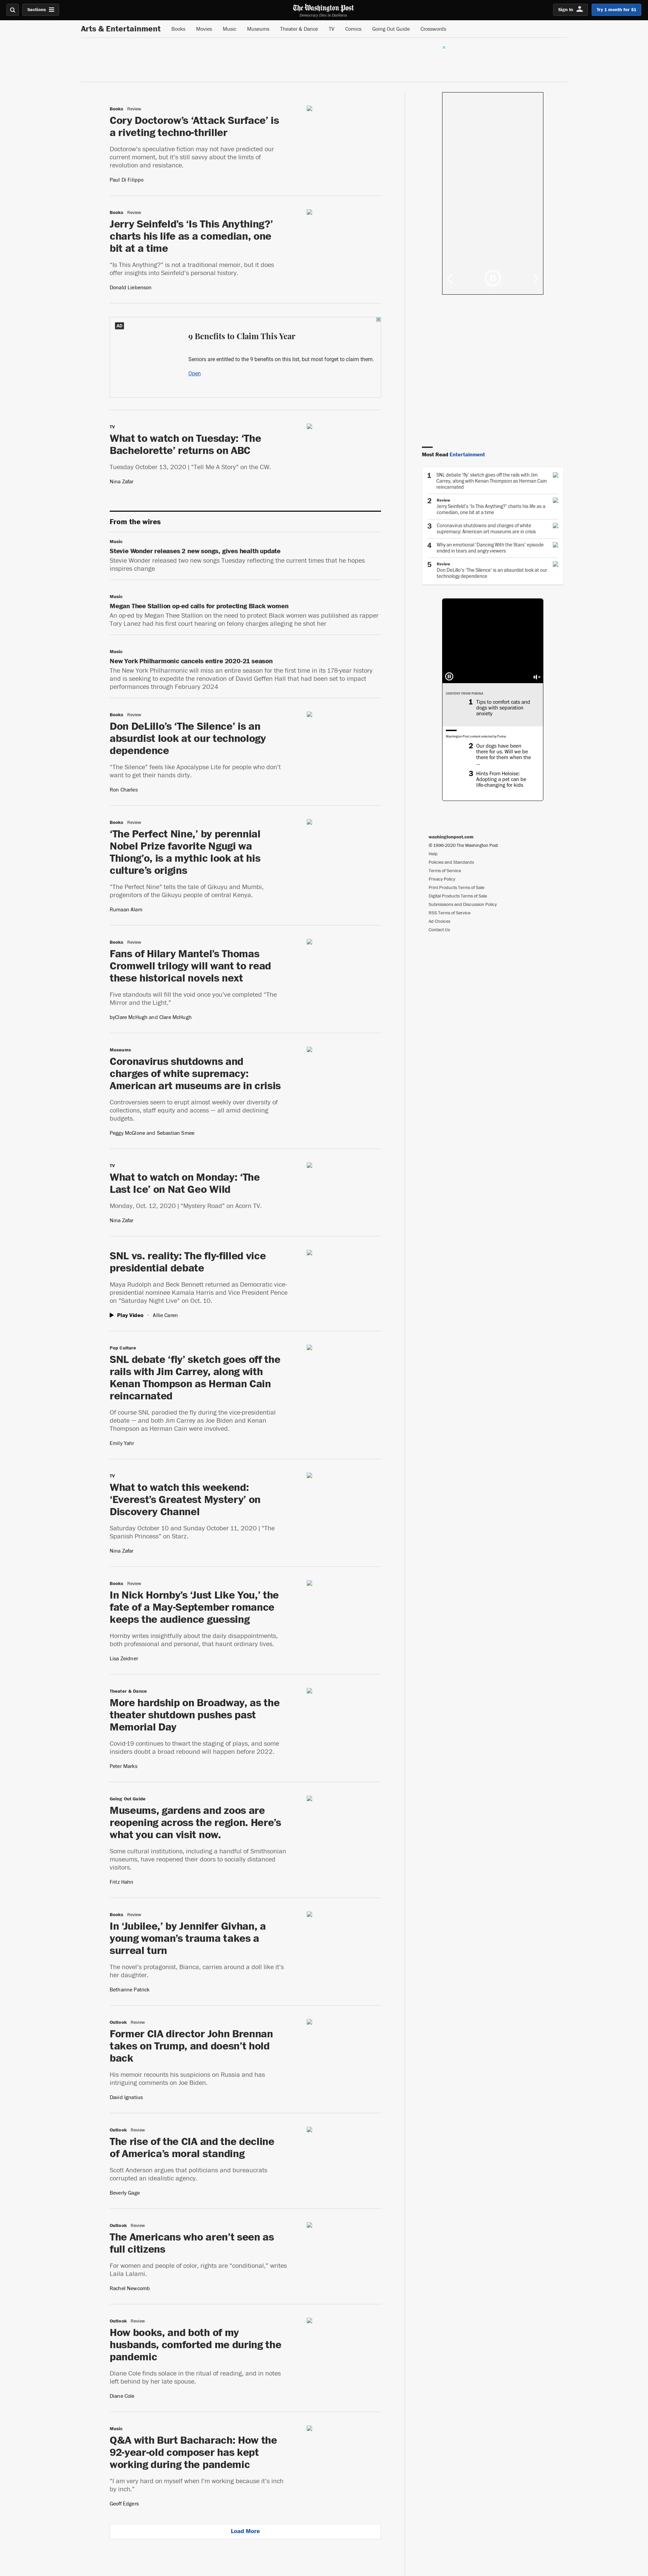 Sections
The Washington Post
Democracy Dies in Darkness
Sign In
Try 1 month for $1
Arts & Entertainment
Books
Movies
Music
Museums
Theater & Dance
TV
Comics
Going Out Guide
Crosswords
Books Review
Cory Doctorow’s ‘Attack Surface’ is
a riveting techno-thriller
Doctorow’s speculative fiction may not have predicted our
current moment, but it’s still savvy about the limits of
revolution and resistance.
Paul Di Filippo
Books Review
Jerry Seinfeld’s ‘Is This Anything?’
charts his life as a comedian, one
bit at a time
“Is This Anything?” is not a traditional memoir, but it does
offer insights into Seinfeld’s personal history.
Donald Liebenson
AD
9 Benefits to Claim This Year
Seniors are entitled to the 9 benefits on this list, but most forget to claim them.
Open
TV
What to watch on Tuesday: ‘The
Bachelorette’ returns on ABC
Tuesday October 13, 2020 | “Tell Me A Story” on the CW.
Nina Zafar
From the wires
Music
Stevie Wonder releases 2 new songs, gives health update
Stevie Wonder released two new songs Tuesday reflecting the current times that he hopes
inspires change
Music
Megan Thee Stallion op-ed calls for protecting Black women
An op-ed by Megan Thee Stallion on the need to protect Black women was published as rapper
Tory Lanez had his first court hearing on felony charges alleging he shot her
Music
New York Philharmonic cancels entire 2020-21 season
The New York Philharmonic will miss an entire season for the first time in its 178-year history
and is seeking to expedite the renovation of David Geffen Hall that had been set to impact
performances through February 2024
Books Review
Don DeLillo’s ‘The Silence’ is an
absurdist look at our technology
dependence
“The Silence” feels like Apocalypse Lite for people who don’t
want to get their hands dirty.
Ron Charles
Books Review
‘The Perfect Nine,’ by perennial
Nobel Prize favorite Ngugi wa
Thiong’o, is a mythic look at his
culture’s origins
“The Perfect Nine” tells the tale of Gikuyu and Mumbi,
progenitors of the Gikuyu people of central Kenya.
Rumaan Alam
Books Review
Fans of Hilary Mantel’s Thomas
Cromwell trilogy will want to read
these historical novels next
Five standouts will fill the void once you’ve completed “The
Mirror and the Light.”
byClare McHugh and Clare McHugh
Museums
Coronavirus shutdowns and
charges of white supremacy:
American art museums are in crisis
Controversies seem to erupt almost weekly over diversity of
collections, staff equity and access — all amid declining
budgets.
Peggy McGlone and Sebastian Smee
TV
What to watch on Monday: ‘The
Last Ice’ on Nat Geo Wild
Monday, Oct. 12, 2020 | “Mystery Road” on Acorn TV.
Nina Zafar
SNL vs. reality: The fly-filled vice
presidential debate
Maya Rudolph and Beck Bennett returned as Democratic vice-
presidential nominee Kamala Harris and Vice President Pence
on "Saturday Night Live" on Oct. 10.
Play Video · Allie Caren
Pop Culture
SNL debate ‘fly’ sketch goes off the
rails with Jim Carrey, along with
Kenan Thompson as Herman Cain
reincarnated
Of course SNL parodied the fly during the vice-presidential
debate — and both Jim Carrey as Joe Biden and Kenan
Thompson as Herman Cain were involved.
Emily Yahr
TV
What to watch this weekend:
‘Everest’s Greatest Mystery’ on
Discovery Channel
Saturday October 10 and Sunday October 11, 2020 | “The
Spanish Princess” on Starz.
Nina Zafar
Books Review
In Nick Hornby’s ‘Just Like You,’ the
fate of a May-September romance
keeps the audience guessing
Hornby writes insightfully about the daily disappointments,
both professional and personal, that haunt ordinary lives.
Lisa Zeidner
Theater & Dance
More hardship on Broadway, as the
theater shutdown pushes past
Memorial Day
Covid-19 continues to thwart the staging of plays, and some
insiders doubt a broad rebound will happen before 2022.
Peter Marks
Going Out Guide
Museums, gardens and zoos are
reopening across the region. Here’s
what you can visit now.
Some cultural institutions, including a handful of Smithsonian
museums, have reopened their doors to socially distanced
visitors.
Fritz Hahn
Books Review
In ‘Jubilee,’ by Jennifer Givhan, a
young woman’s trauma takes a
surreal turn
The novel’s protagonist, Bianca, carries around a doll like it’s
her daughter.
Bethanne Patrick
Outlook Review
Former CIA director John Brennan
takes on Trump, and doesn’t hold
back
His memoir recounts his suspicions on Russia and has
intriguing comments on Joe Biden.
David Ignatius
Outlook Review
The rise of the CIA and the decline
of America’s moral standing
Scott Anderson argues that politicians and bureaucrats
corrupted an idealistic agency.
Beverly Gage
Outlook Review
The Americans who aren’t seen as
full citizens
For women and people of color, rights are “conditional,” writes
Laila Lalami.
Rachel Newcomb
Outlook Review
How books, and both of my
husbands, comforted me during the
pandemic
Diane Cole finds solace in the ritual of reading, and in notes
left behind by her late spouse.
Diane Cole
Music
Q&A with Burt Bacharach: How the
92-year-old composer has kept
working during the pandemic
“I am very hard on myself when I’m working because it’s inch
by inch.”
Geoff Edgers
Load More
Most Read Entertainment
1 SNL debate ‘fly’ sketch goes off the rails with Jim
Carrey, along with Kenan Thompson as Herman Cain
reincarnated
2 Review
Jerry Seinfeld’s ‘Is This Anything?’ charts his life as a
comedian, one bit at a time
3 Coronavirus shutdowns and charges of white
supremacy: American art museums are in crisis
4 Why an emotional ‘Dancing With the Stars’ episode
ended in tears and angry viewers
5 Review
Don DeLillo’s ‘The Silence’ is an absurdist look at our
technology dependence
CONTENT FROM PURINA
1 Tips to comfort cats and
dogs with separation
anxiety
Washington Post content selected by Purina
2 Our dogs have been
there for us. Will we be
there for them when the
...
3 Hints From Heloise:
Adopting a pet can be
life-changing for kids
washingtonpost.com
© 1996-2020 The Washington Post
Help
Policies and Standards
Terms of Service
Privacy Policy
Print Products Terms of Sale
Digital Products Terms of Sale
Submissions and Discussion Policy
RSS Terms of Service
Ad Choices
Contact Us